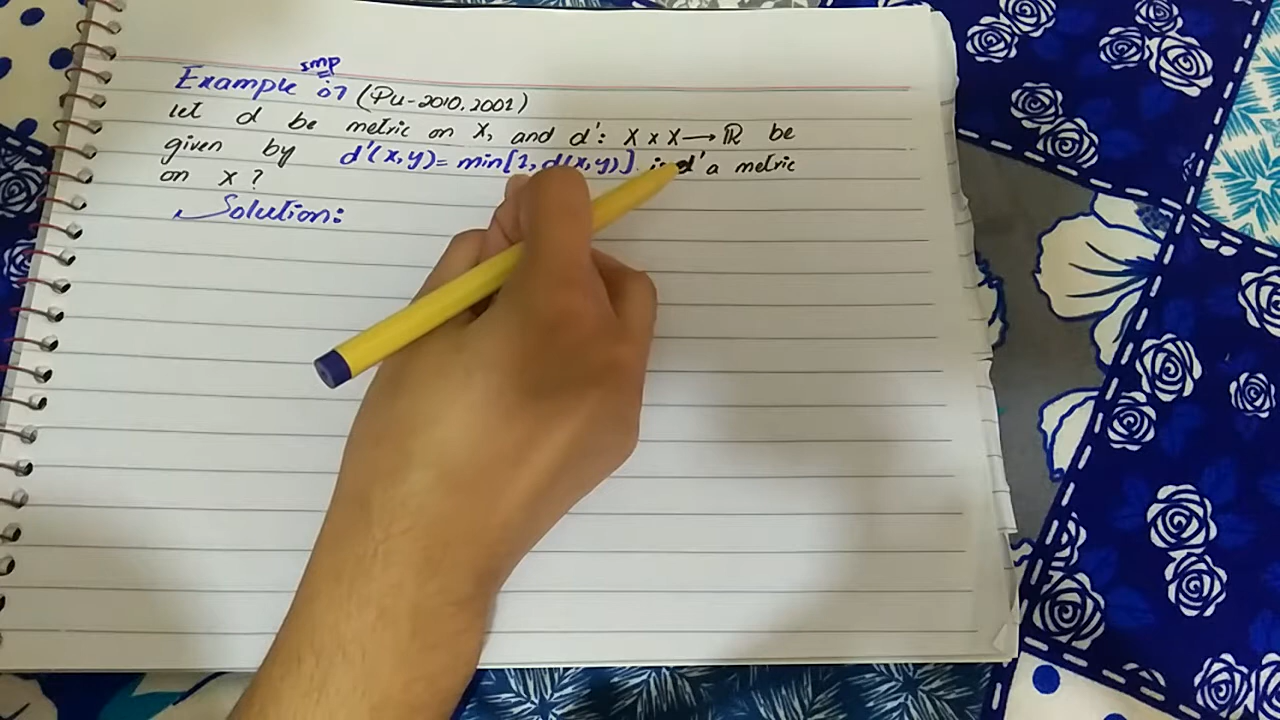 smp
Example 07 (Pu-2010, 2002)
let d be metric on X, and d': X x X → ℝ be
given by d'(x,y)= min[1, d(x,y)]. is d' a metric
on X ?
Solution: